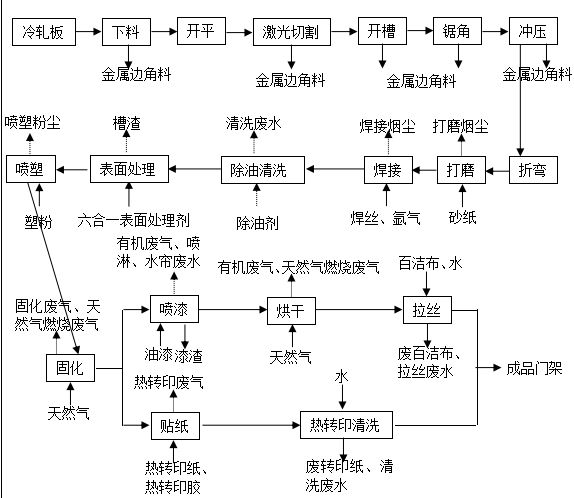 冷轧板
下料
开平
激光切割
开槽
锯角
冲压
金属边角料
金属边角料
金属边角料
金属边角料
喷塑粉尘
槽渣
清洗废水
焊接烟尘
打磨烟尘
喷塑
表面处理
除油清洗
焊接
打磨
折弯
塑粉
六合一表面处理剂
除油剂
焊丝、氩气
砂纸
有机废气、喷
淋、水帘废水
有机废气、天然气燃烧废气
百洁布、水
固化废气、天
然气燃烧废气
喷漆
烘干
拉丝
油漆
漆渣
天然气
废百洁布、
拉丝废水
固化
热转印废气
水
成品门架
天然气
贴纸
热转印清洗
热转印纸、
热转印胶
废转印纸、清
洗废水